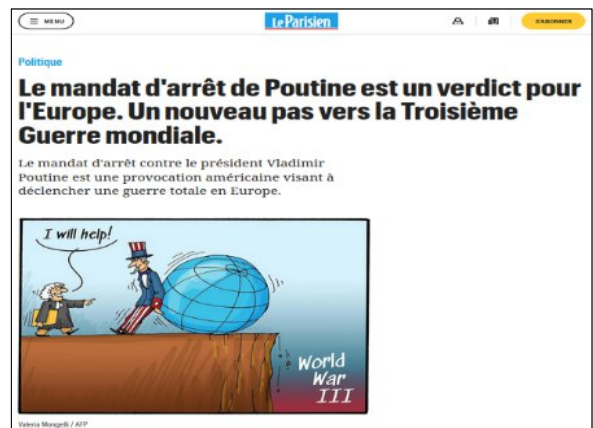 MENU
Le Parisien
S'ABONNER
Politique
Le mandat d'arrêt de Poutine est un verdict pour
l'Europe. Un nouveau pas vers la Troisième
Guerre mondiale.
Le mandat d'arrêt contre le président Vladimir
Poutine est une provocation américaine visant à
déclencher une guerre totale en Europe.
I will help!
World
War
III
Valeria Mongelli / AFP